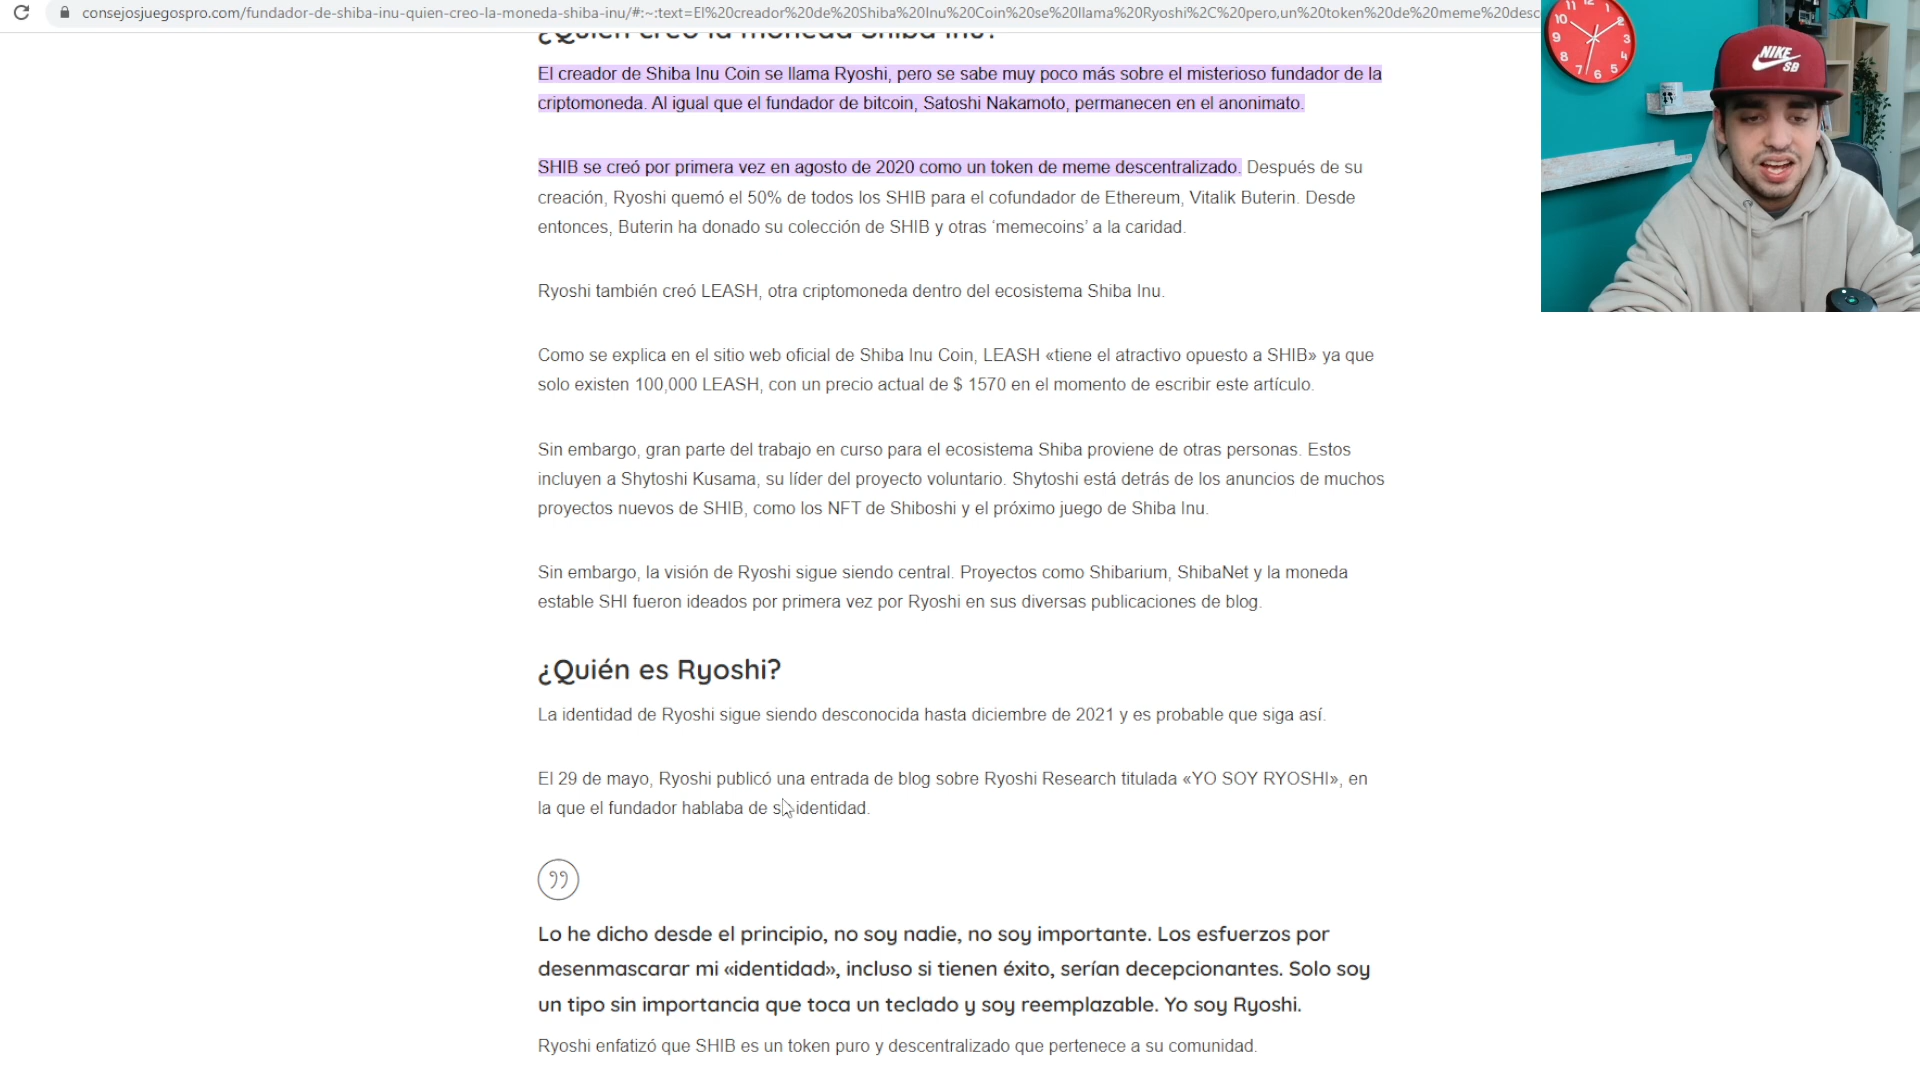 consejosjuegospro.com/fundador-de-shiba-inu-quien-creo-la-moneda-shiba-inu/#:~:text=El%20creador%20de%20Shiba%20Inu%20Coin%20se%20llama%20Ryoshi%2C%20pero,un%20token%20de%20meme%20desc
¿Quién creó la moneda Shiba Inu?
El creador de Shiba Inu Coin se llama Ryoshi, pero se sabe muy poco más sobre el misterioso fundador de la
criptomoneda. Al igual que el fundador de bitcoin, Satoshi Nakamoto, permanecen en el anonimato.
SHIB se creó por primera vez en agosto de 2020 como un token de meme descentralizado. Después de su
creación, Ryoshi quemó el 50% de todos los SHIB para el cofundador de Ethereum, Vitalik Buterin. Desde
entonces, Buterin ha donado su colección de SHIB y otras ‘memecoins’ a la caridad.
Ryoshi también creó LEASH, otra criptomoneda dentro del ecosistema Shiba Inu.
Como se explica en el sitio web oficial de Shiba Inu Coin, LEASH «tiene el atractivo opuesto a SHIB» ya que
solo existen 100,000 LEASH, con un precio actual de $ 1570 en el momento de escribir este artículo.
Sin embargo, gran parte del trabajo en curso para el ecosistema Shiba proviene de otras personas. Estos
incluyen a Shytoshi Kusama, su líder del proyecto voluntario. Shytoshi está detrás de los anuncios de muchos
proyectos nuevos de SHIB, como los NFT de Shiboshi y el próximo juego de Shiba Inu.
Sin embargo, la visión de Ryoshi sigue siendo central. Proyectos como Shibarium, ShibaNet y la moneda
estable SHI fueron ideados por primera vez por Ryoshi en sus diversas publicaciones de blog.
¿Quién es Ryoshi?
La identidad de Ryoshi sigue siendo desconocida hasta diciembre de 2021 y es probable que siga así.
El 29 de mayo, Ryoshi publicó una entrada de blog sobre Ryoshi Research titulada «YO SOY RYOSHI», en
la que el fundador hablaba de su identidad.
Lo he dicho desde el principio, no soy nadie, no soy importante. Los esfuerzos por
desenmascarar mi «identidad», incluso si tienen éxito, serían decepcionantes. Solo soy
un tipo sin importancia que toca un teclado y soy reemplazable. Yo soy Ryoshi.
Ryoshi enfatizó que SHIB es un token puro y descentralizado que pertenece a su comunidad.
11 12 1
10 2
9 3
8 4
7 6 5
NIKE
SB